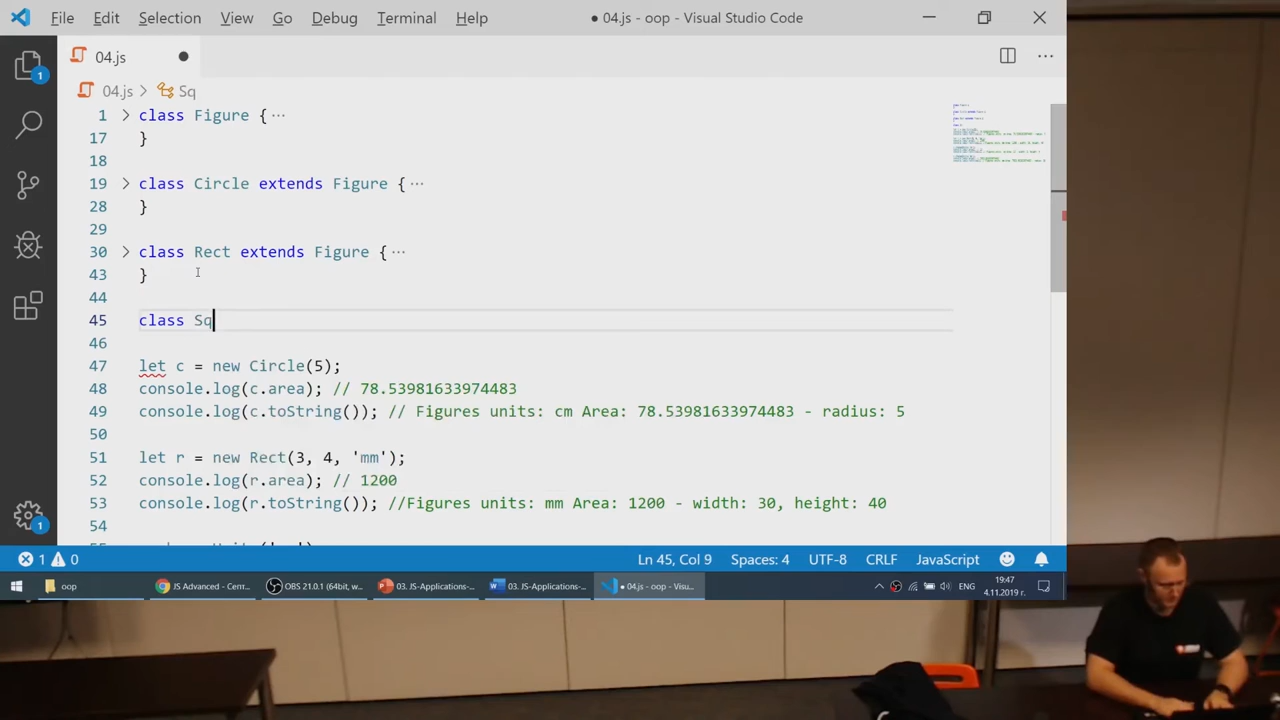 File Edit Selection View Go Debug Terminal Help ● 04.js - oop - Visual Studio Code
04.js ●
04.js > Sq
1 class Figure { ···
17 }
18
19 class Circle extends Figure { ···
28 }
29
30 class Rect extends Figure { ···
43 }
44
45 class Sq
46
47 let c = new Circle(5);
48 console.log(c.area); // 78.53981633974483
49 console.log(c.toString()); // Figures units: cm Area: 78.53981633974483 - radius: 5
50
51 let r = new Rect(3, 4, 'mm');
52 console.log(r.area); // 1200
53 console.log(r.toString()); //Figures units: mm Area: 1200 - width: 30, height: 40
54
1
1
1 0 Ln 45, Col 9 Spaces: 4 UTF-8 CRLF JavaScript
oop JS Advanced - Cent... OBS 21.0.1 (64bit, w... 03. JS-Applications-... 03. JS-Applications-... ● 04.js - oop - Visu... ENG 19:47
4.11.2019 г.